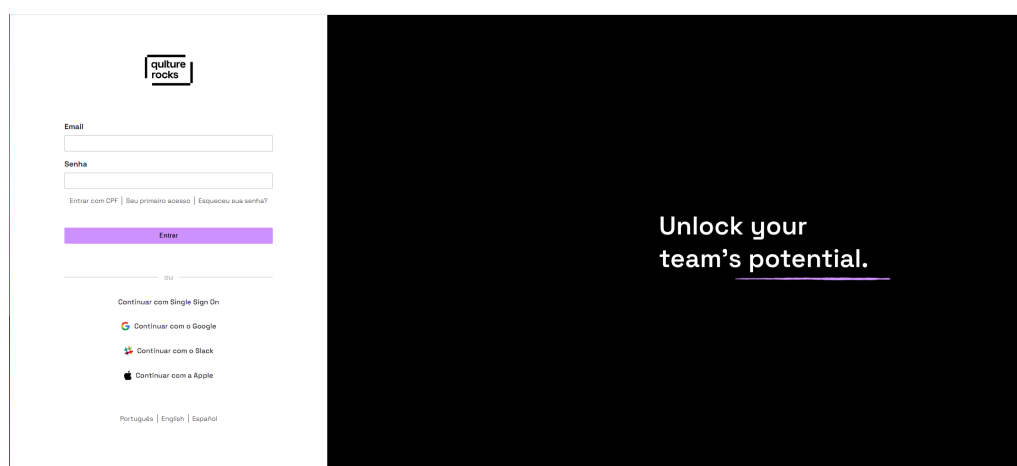 qulture
rocks
Email
Senha
Entrar com CPF | Seu primeiro acesso | Esqueceu sua senha?
Entrar
ou
Continuar com Single Sign On
Continuar com o Google
Continuar com o Slack
Continuar com a Apple
Português | English | Español
Unlock your
team's potential.